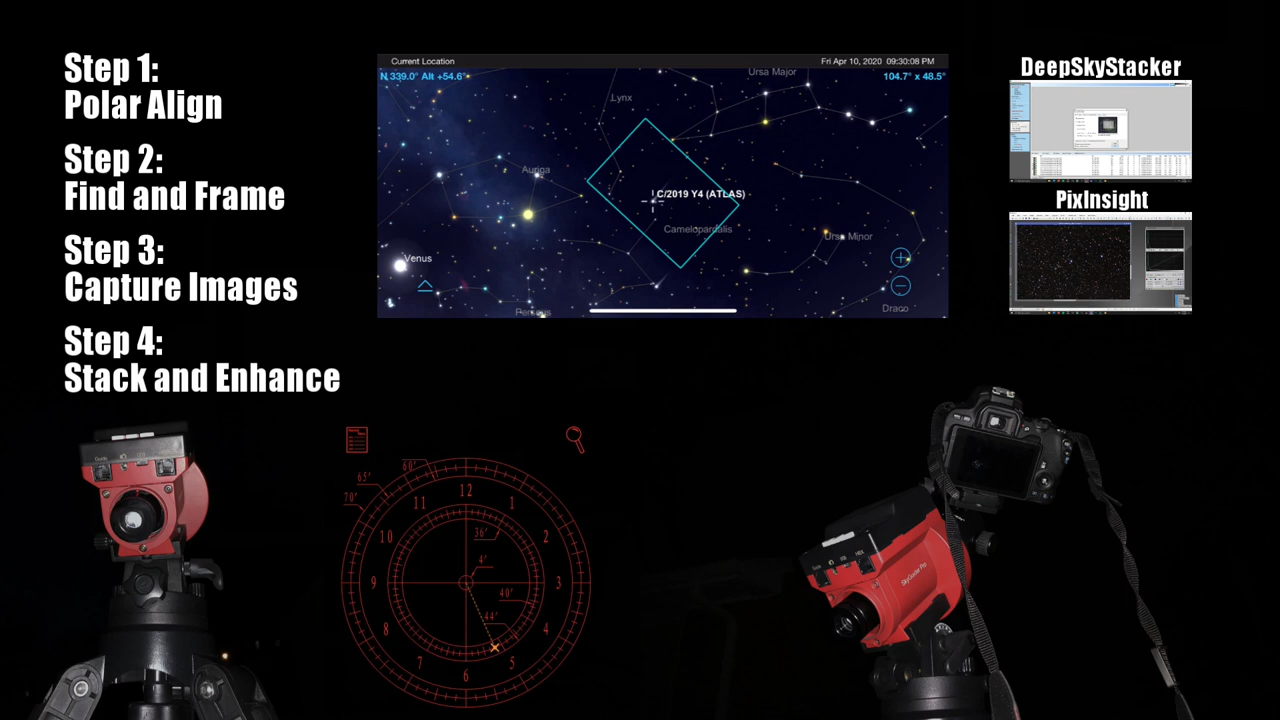 Step 1:
Polar Align
Step 2:
Find and Frame
Step 3:
Capture Images
Step 4:
Stack and Enhance
Current Location
Fri Apr 10, 2020 09:30:08 PM
N 339.0° Alt +54.6°
104.7° x 48.5°
Ursa Major
Lynx
Auriga
C/2019 Y4 (ATLAS)
Camelopardalis
Ursa Minor
Venus
Perseus
Draco
DeepSkyStacker
PixInsight
Guide
60'
65'
70'
12
11
1
10
2
36'
4'
9
3
40'
44'
8
4
7
5
6
Guide
HBX
SkyGuider Pro